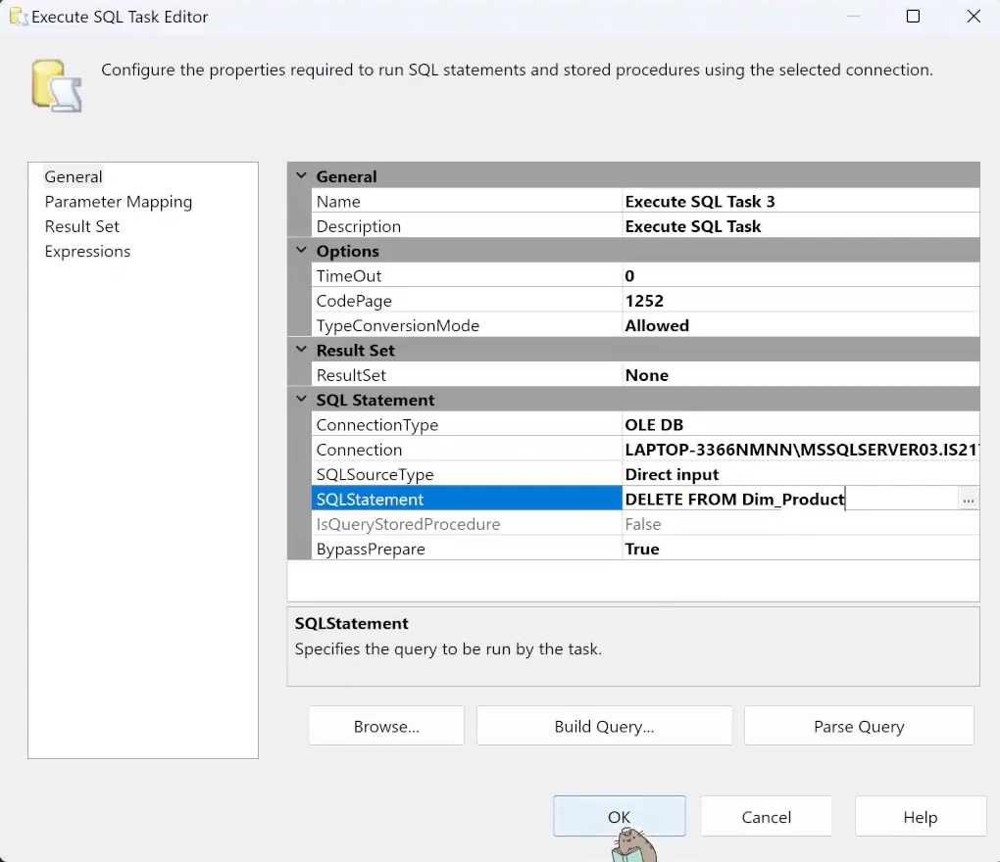 Execute SQL Task Editor
Configure the properties required to run SQL statements and stored procedures using the selected connection.
General
Parameter Mapping
Result Set
Expressions
General
Name Execute SQL Task 3
Description Execute SQL Task
Options
TimeOut 0
CodePage 1252
TypeConversionMode Allowed
Result Set
ResultSet None
SQL Statement
ConnectionType OLE DB
Connection LAPTOP-3366NMNN\MSSQLSERVER03.IS217
SQLSourceType Direct input
SQLStatement DELETE FROM Dim_Product ...
IsQueryStoredProcedure False
BypassPrepare True
SQLStatement
Specifies the query to be run by the task.
Browse... Build Query... Parse Query
OK Cancel Help